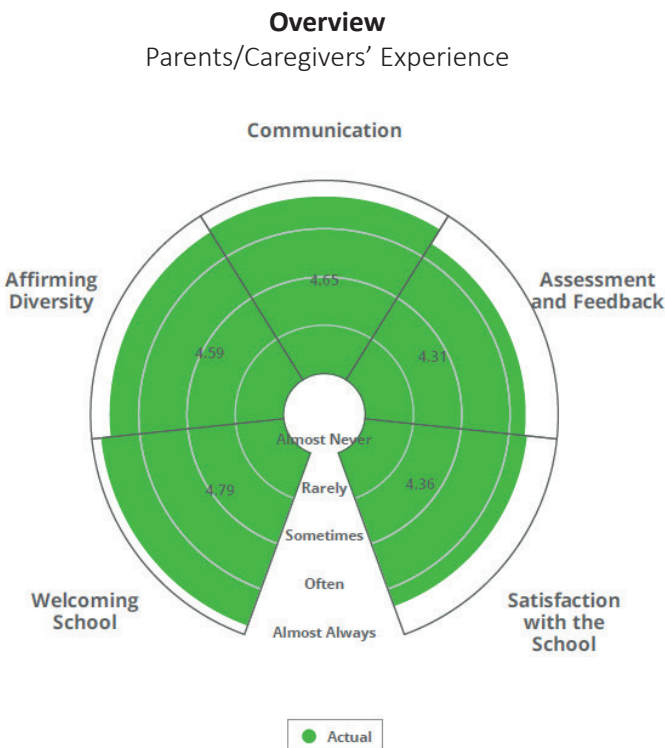 Overview
Parents/Caregivers’ Experience
Communication
Affirming
Diversity
Assessment
and Feedback
4.65
4.59
4.31
Almost Never
4.79
Rarely
4.36
Sometimes
Often
Welcoming
School
Satisfaction
with the
School
Almost Always
Actual